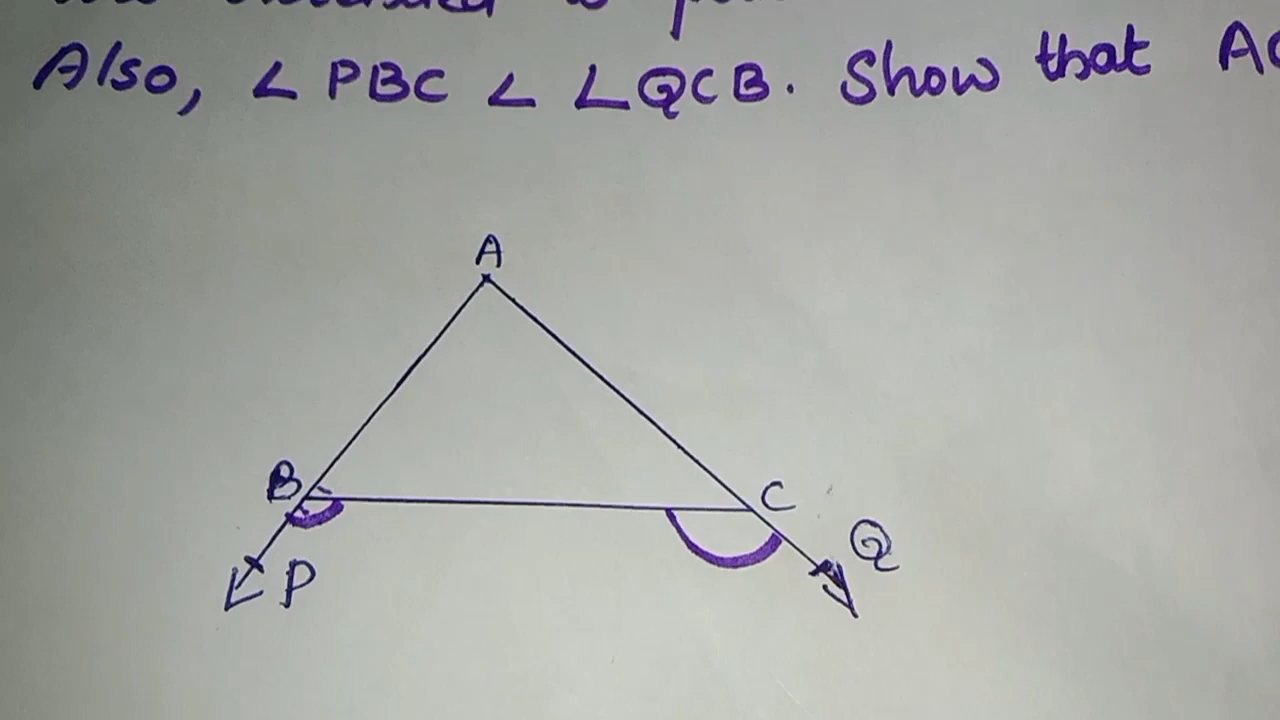 Also, ∠ PBC < ∠QCB. Show that
A
B
C
P
Q